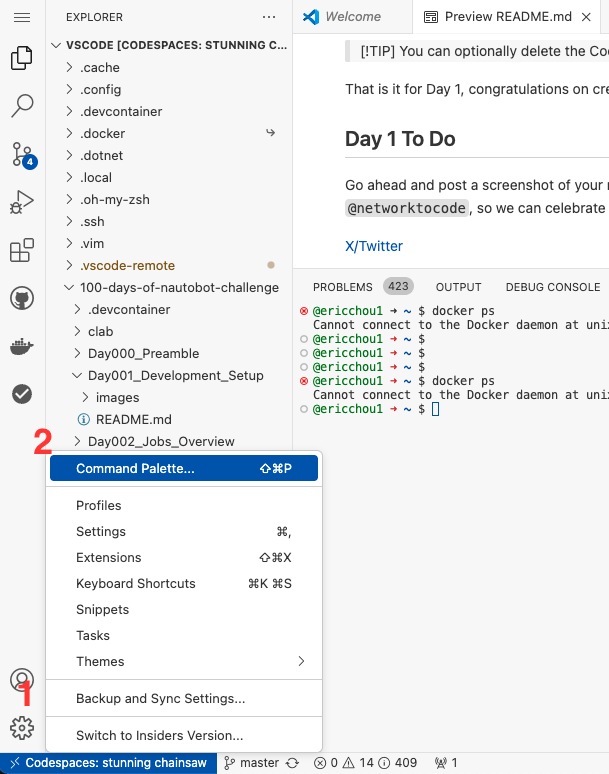 EXPLORER
VSCODE [CODESPACES: STUNNING C...
.cache
.config
.devcontainer
.docker
.dotnet
.local
.oh-my-zsh
.ssh
.vim
.vscode-remote
100-days-of-nautobot-challenge
.devcontainer
clab
Day000_Preamble
Day001_Development_Setup
images
README.md
Day002_Jobs_Overview
4
2
Command Palette... ⇧⌘P
Profiles
Settings ⌘,
Extensions ⇧⌘X
Keyboard Shortcuts ⌘K ⌘S
Snippets
Tasks
Themes
Backup and Sync Settings...
Switch to Insiders Version...
1
Welcome
Preview README.md
[!TIP] You can optionally delete the Co
That is it for Day 1, congratulations on cre
Day 1 To Do
Go ahead and post a screenshot of your
@networktocode, so we can celebrate
X/Twitter
PROBLEMS 423 OUTPUT DEBUG CONSOLE
@ericchou1 → ~ $ docker ps
Cannot connect to the Docker daemon at uni
@ericchou1 → ~ $
@ericchou1 → ~ $
@ericchou1 → ~ $
@ericchou1 → ~ $ docker ps
Cannot connect to the Docker daemon at uni
@ericchou1 → ~ $
Codespaces: stunning chainsaw master 0 14 409 1